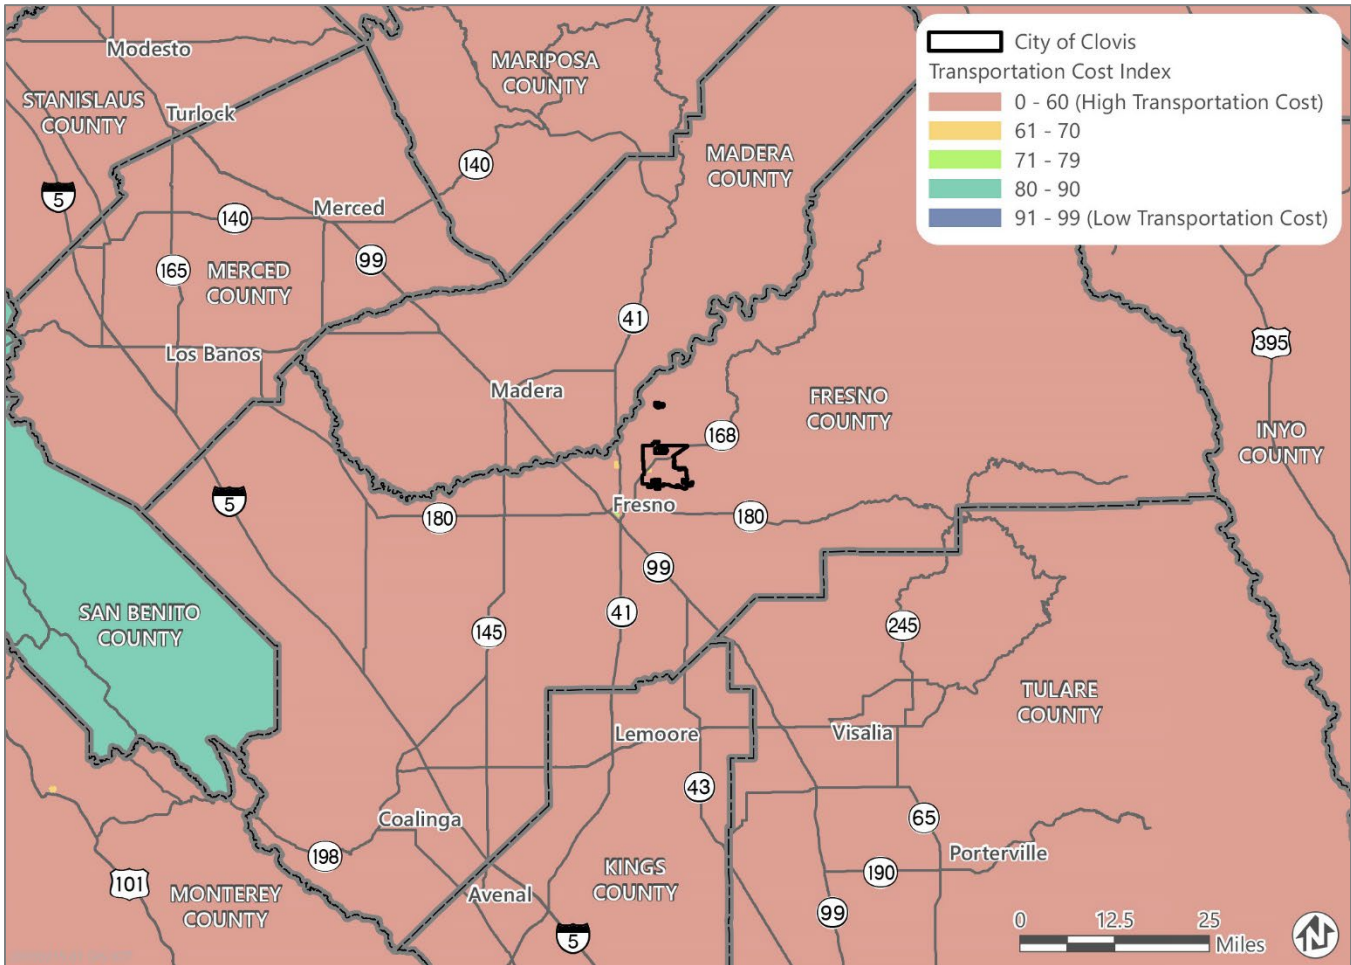 City of Clovis
Transportation Cost Index
0 - 60 (High Transportation Cost)
61 - 70
71 - 79
80 - 90
91 - 99 (Low Transportation Cost)
Modesto
MARIPOSA
COUNTY
STANISLAUS
COUNTY
Turlock
MADERA
COUNTY
140
5
140
Merced
99
165
MERCED
COUNTY
41
395
Los Banos
Madera
FRESNO
COUNTY
168
INYO
COUNTY
5
180
Fresno
180
99
SAN BENITO
COUNTY
41
145
245
TULARE
COUNTY
Lemoore
Visalia
43
Coalinga
65
198
Porterville
190
101
MONTEREY
COUNTY
Avenal
KINGS
COUNTY
99
5
0
12.5
25
Miles
N